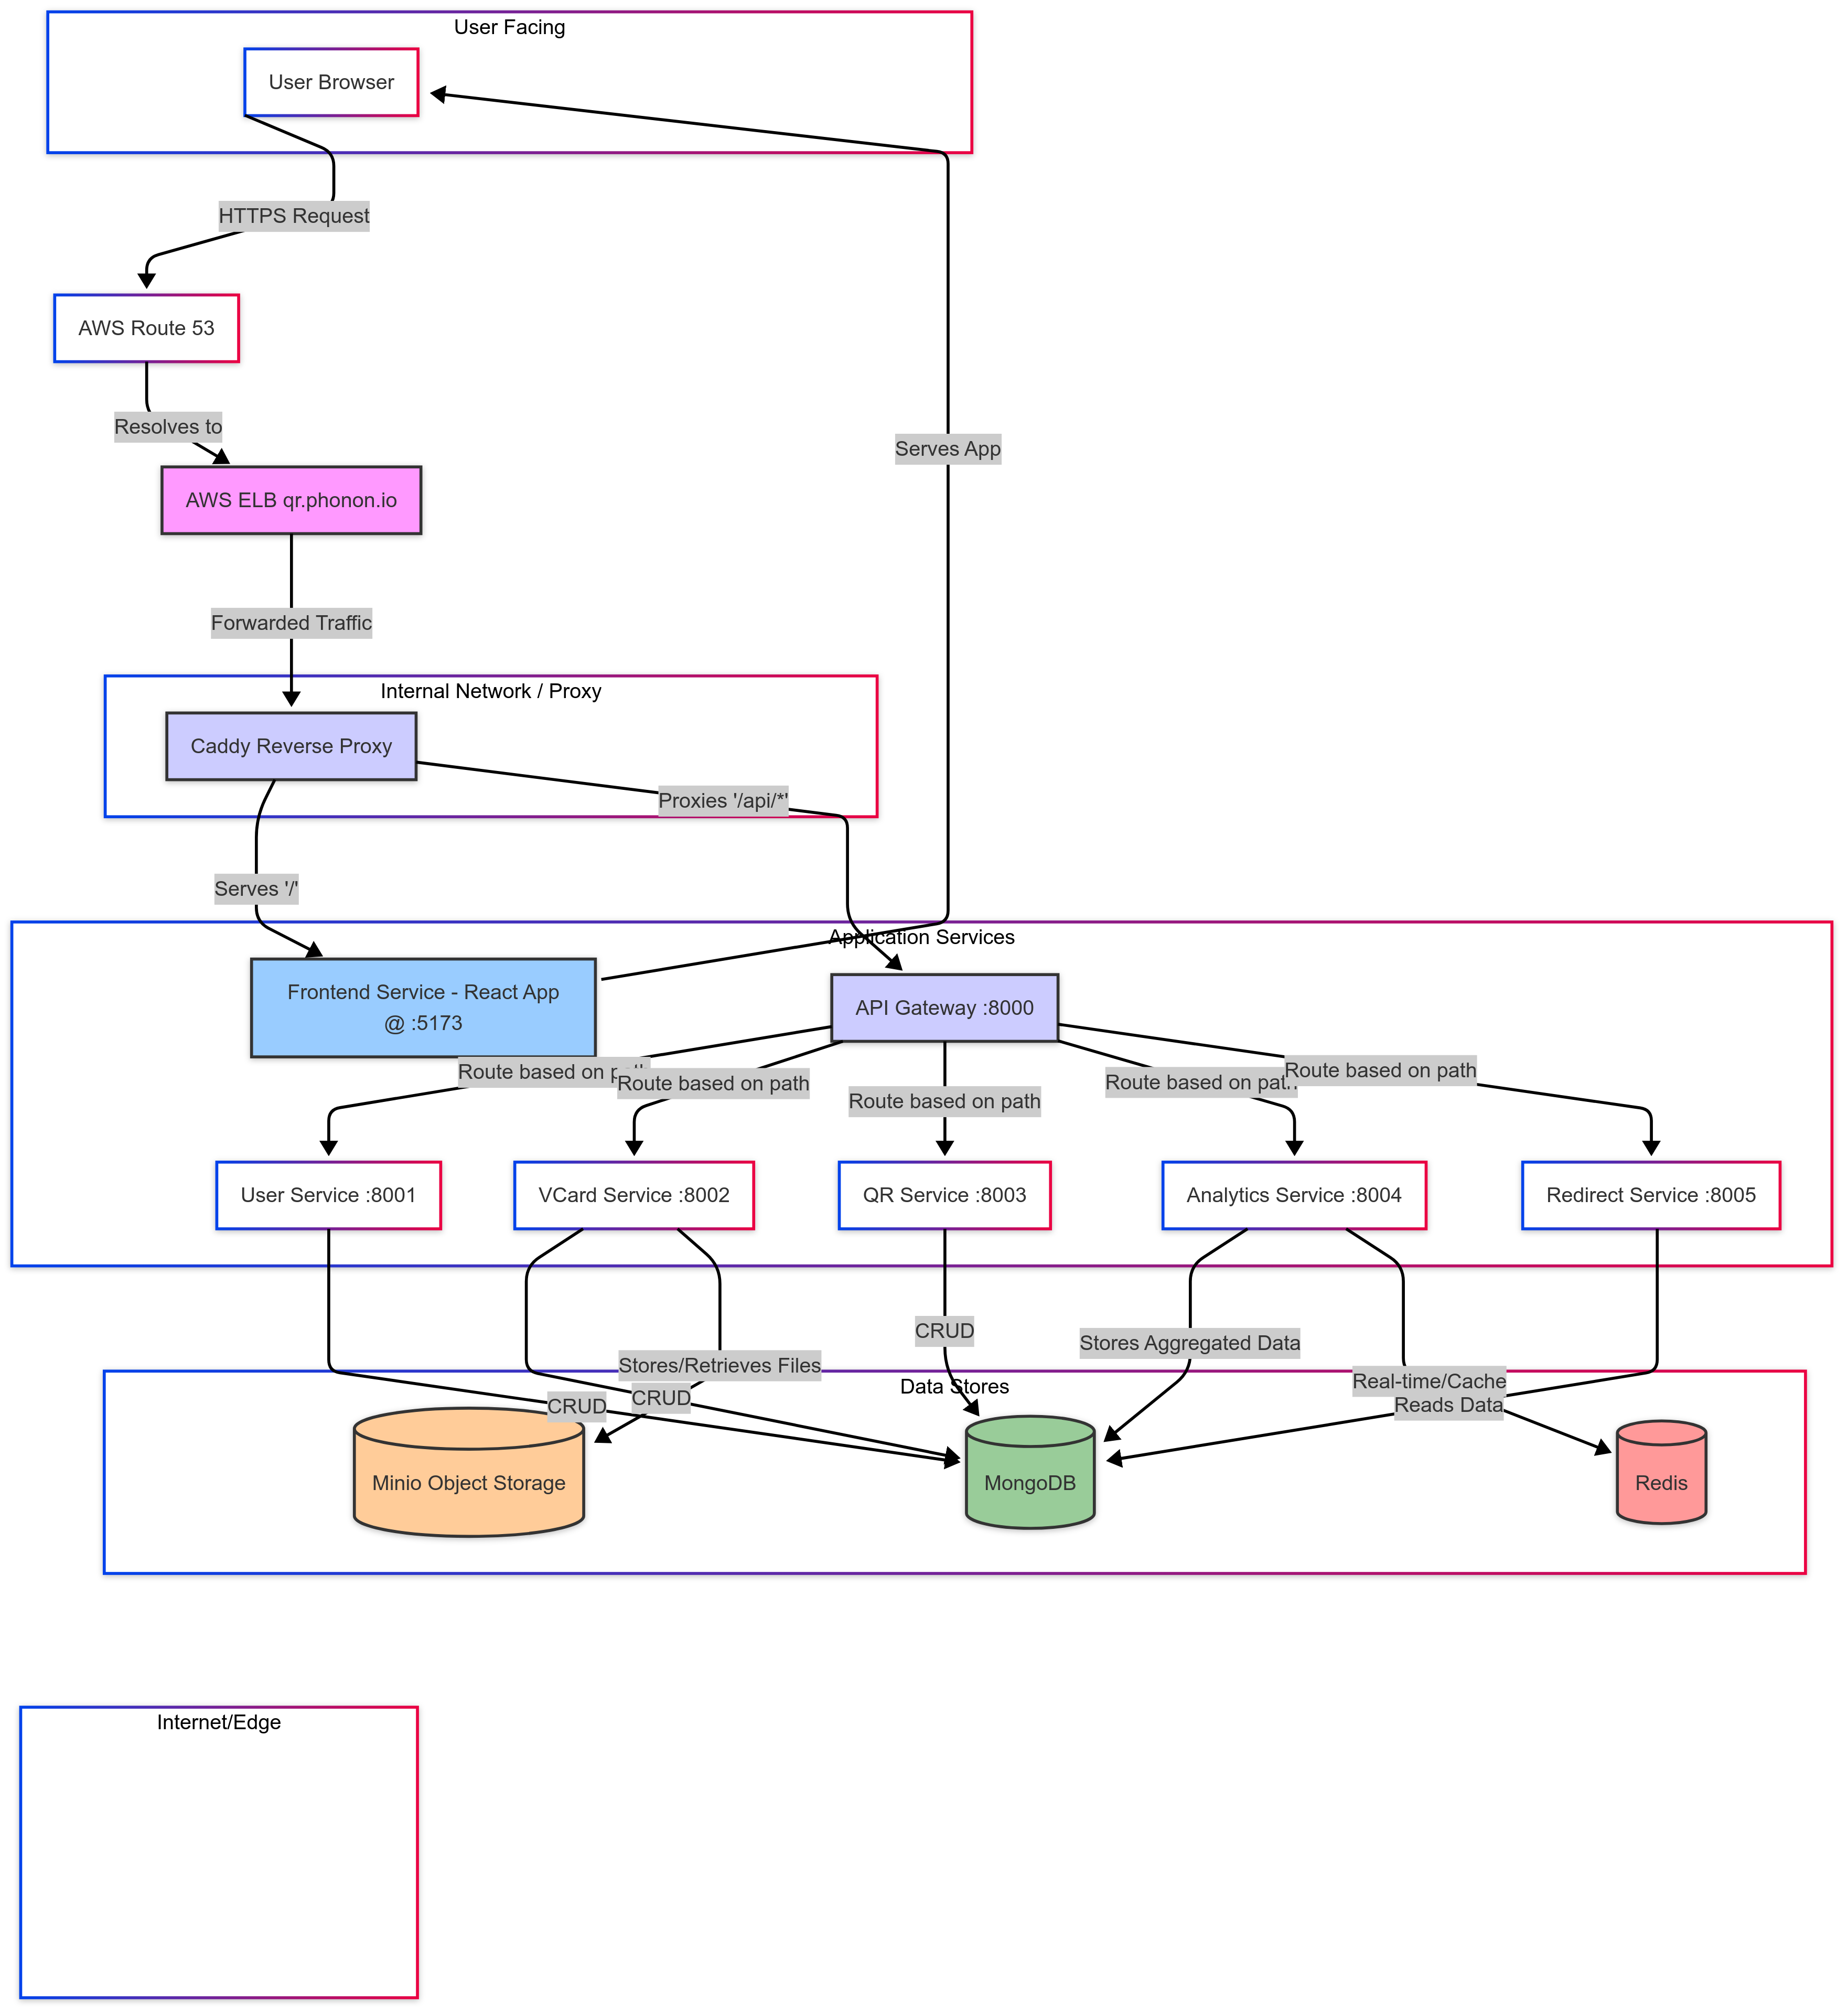 User Facing
User Browser
HTTPS Request
AWS Route 53
Resolves to
Serves App
AWS ELB qr.phonon.io
Forwarded Traffic
Internal Network / Proxy
Caddy Reverse Proxy
Proxies '/api/*'
Serves '/'
Application Services
Frontend Service - React App
@ :5173
API Gateway :8000
Route based on path
Route based on path
Route based on path
Route based on path
Route based on path
User Service :8001
VCard Service :8002
QR Service :8003
Analytics Service :8004
Redirect Service :8005
CRUD
Stores Aggregated Data
Stores/Retrieves Files
Real-time/Cache
Data Stores
CRUD
CRUD
Reads Data
Minio Object Storage
MongoDB
Redis
Internet/Edge